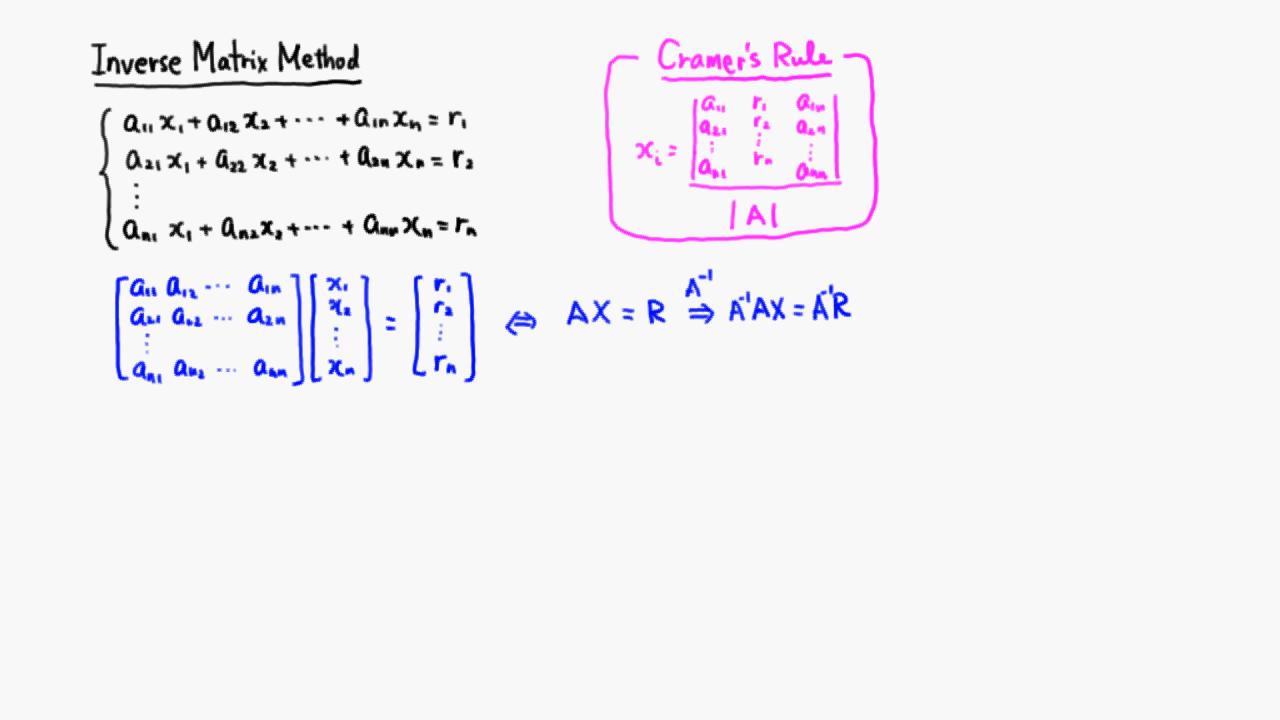 Inverse Matrix Method
a₁₁ x₁ + a₁₂ x₂ + ··· + a₁ₙ xₙ = r₁
a₂₁ x₁ + a₂₂ x₂ + ··· + a₂ₙ xₙ = r₂
⋮
aₙ₁ x₁ + aₙ₂ x₂ + ··· + aₙₙ xₙ = rₙ
Cramer's Rule
a₁₁ r₁ a₁ₙ
a₂₁ r₂ a₂ₙ
xᵢ = ⋮ ⋮ ⋮
aₙ₁ rₙ aₙₙ
|A|
a₁₁ a₁₂ ··· a₁ₙ x₁ r₁
a₂₁ a₂₂ ··· a₂ₙ x₂ r₂
⋮ ⋮ = ⋮
aₙ₁ aₙ₂ ··· aₙₙ xₙ rₙ
A⁻¹
⇔ AX = R ⇒ A⁻¹AX = A⁻¹R